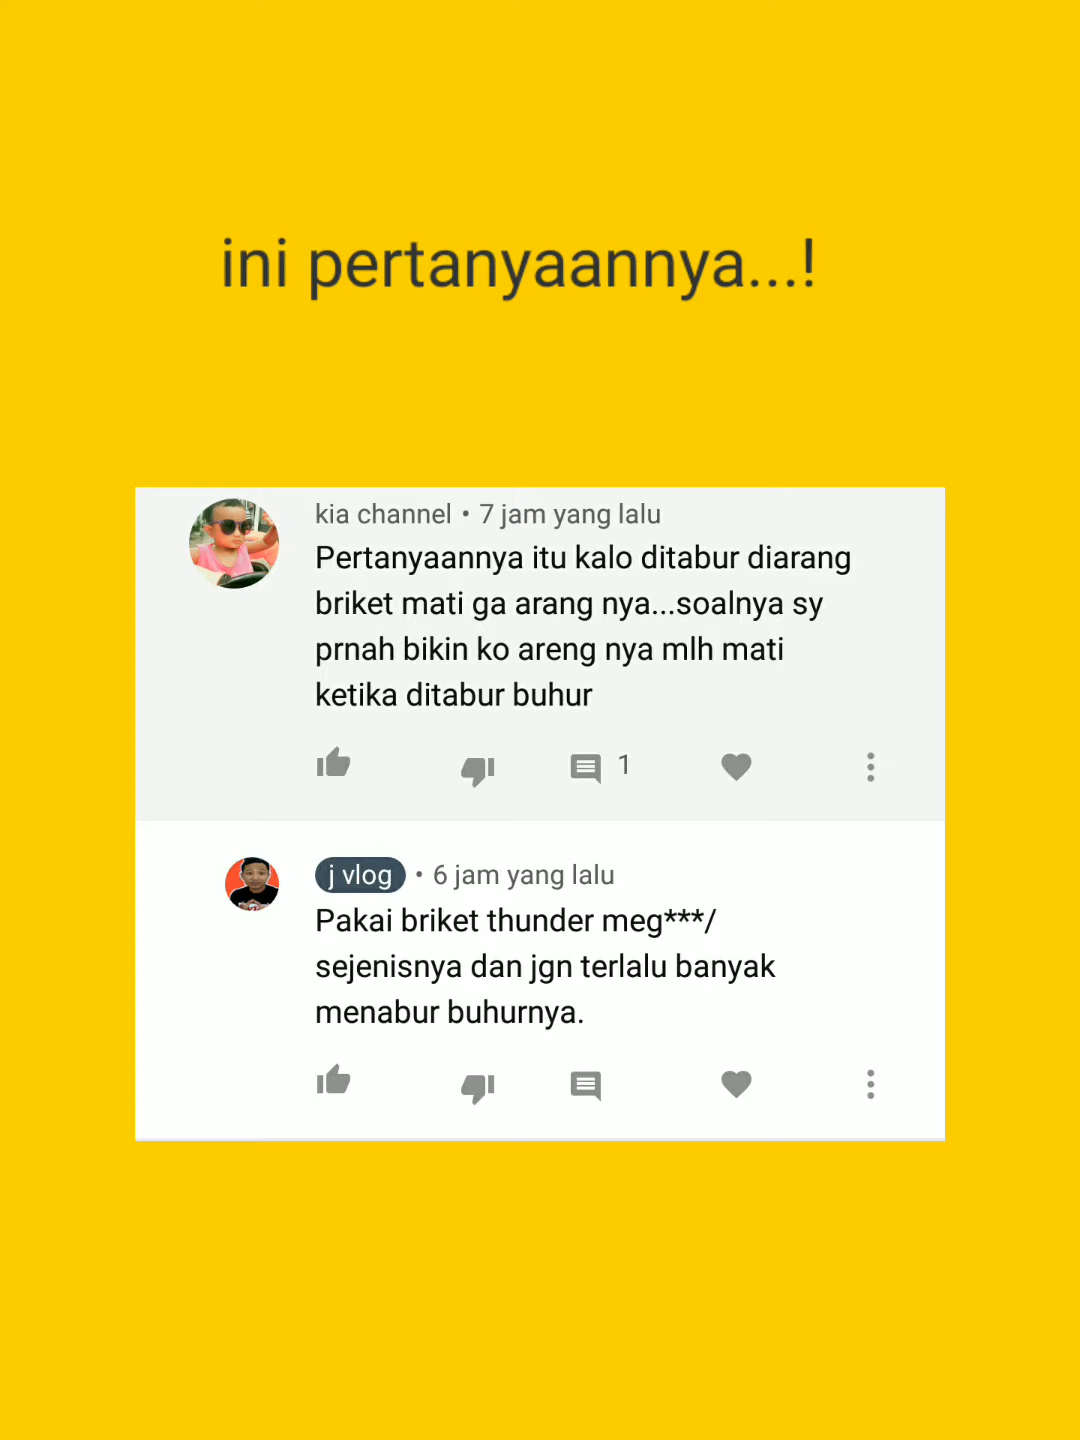 ini pertanyaannya...!
kia channel • 7 jam yang lalu
Pertanyaannya itu kalo ditabur diarang
briket mati ga arang nya...soalnya sy
prnah bikin ko areng nya mlh mati
ketika ditabur buhur
1
j vlog • 6 jam yang lalu
Pakai briket thunder meg***/
sejenisnya dan jgn terlalu banyak
menabur buhurnya.